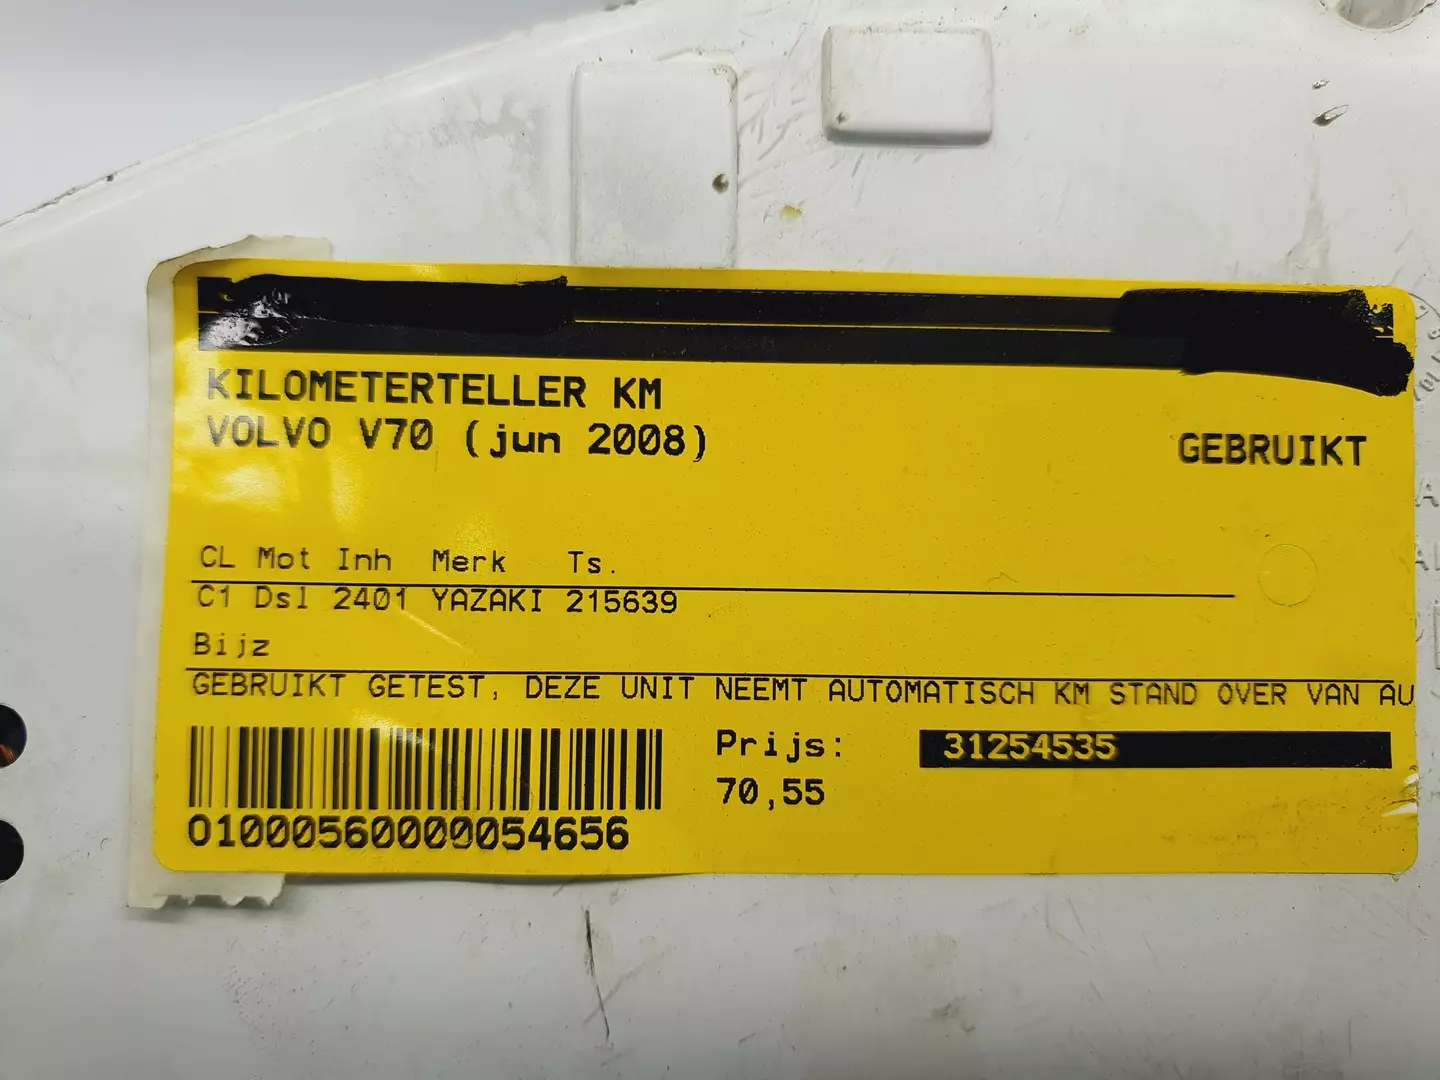 KILOMETERTELLER KM
VOLVO V70 (jun 2008)
GEBRUIKT
CL Mot Inh Merk Ts.
C1 Dsl 2401 YAZAKI 215639
Bijz
GEBRUIKT GETEST, DEZE UNIT NEEMT AUTOMATISCH KM STAND OVER VAN AU
Prijs: 31254535
70,55
01000560000054656